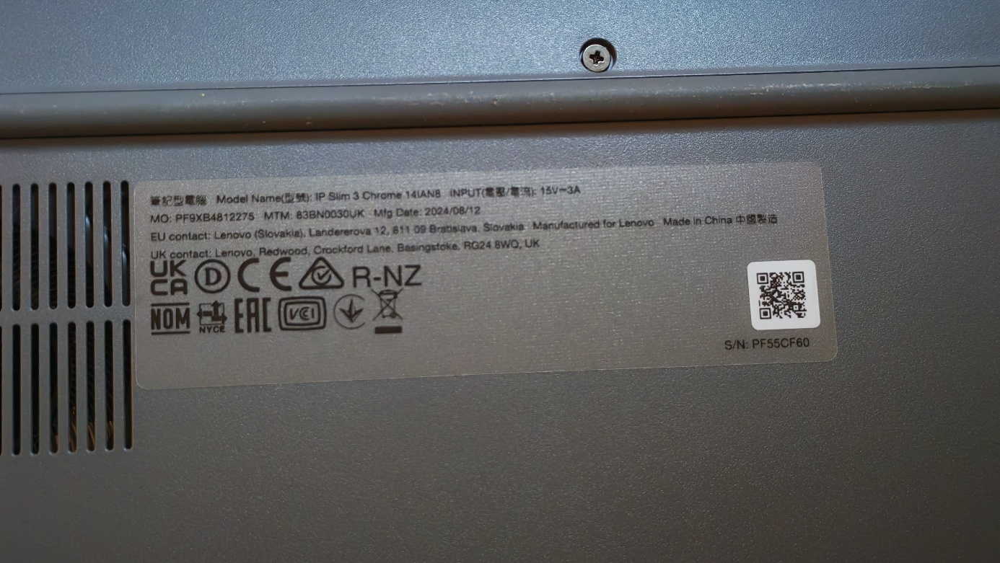 筆記型電腦 Model Name(型號): IP Slim 3 Chrome 14IAN8 INPUT(電壓/電流): 15V⎓3A
MO: PF9XB4812275 MTM: 83BN0030UK Mfg Date: 2024/08/12
EU contact: Lenovo (Slovakia), Landererova 12, 811 09 Bratislava, Slovakia Manufactured for Lenovo Made in China 中國製造
UK contact: Lenovo, Redwood, Crockford Lane, Basingstoke, RG24 8WQ, UK
UK CA D CE R-NZ
NOM NYCE EAC VCI
S/N: PF55CF60